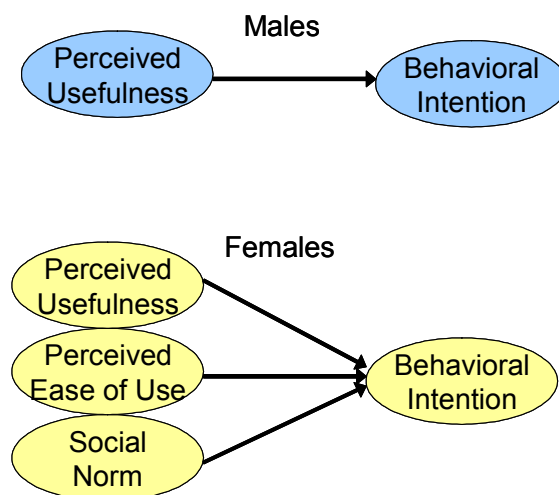 Males
Perceived
Usefulness
Behavioral
Intention
Females
Perceived
Usefulness
Perceived
Ease of Use
Social
Norm
Behavioral
Intention